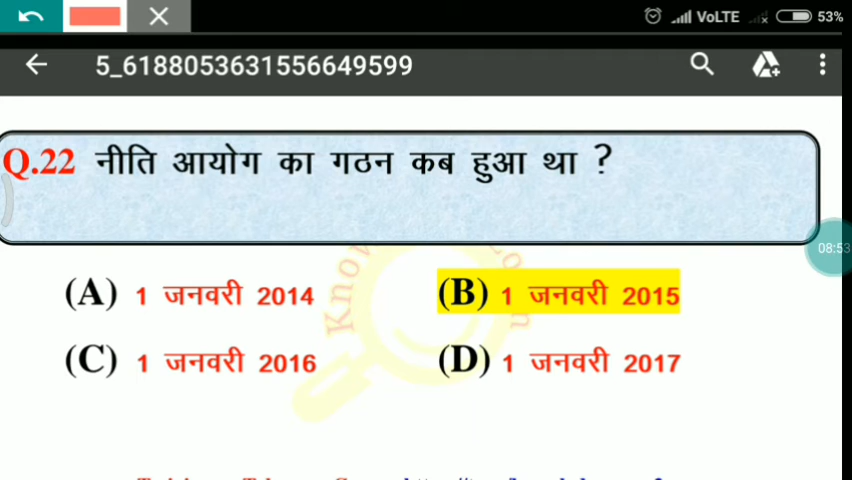 VoLTE 53%
5_6188053631556649599
Q.22 नीति आयोग का गठन कब हुआ था ?
08:53
(A) 1 जनवरी 2014 (B) 1 जनवरी 2015
(C) 1 जनवरी 2016 (D) 1 जनवरी 2017